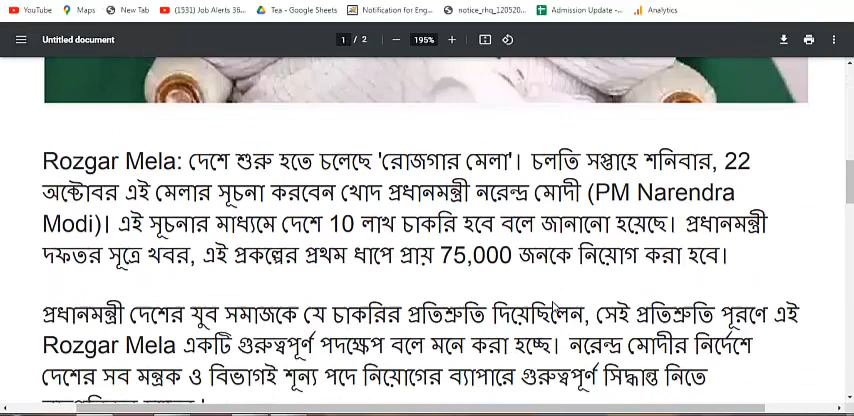 YouTube Maps New Tab (1531) Job Alerts 36... Tea - Google Sheets Notification for Eng... notice_rhq_120520... Admission Update -... Analytics
Untitled document 1 / 2 195%
Rozgar Mela: দেশে শুরু হতে চলেছে 'রোজগার মেলা'। চলতি সপ্তাহে শনিবার, 22
অক্টোবর এই মেলার সূচনা করবেন খোদ প্রধানমন্ত্রী নরেন্দ্র মোদী (PM Narendra
Modi)। এই সূচনার মাধ্যমে দেশে 10 লাখ চাকরি হবে বলে জানানো হয়েছে। প্রধানমন্ত্রী
দফতর সূত্রে খবর, এই প্রকল্পের প্রথম ধাপে প্রায় 75,000 জনকে নিয়োগ করা হবে।
প্রধানমন্ত্রী দেশের যুব সমাজকে যে চাকরির প্রতিশ্রুতি দিয়েছিলেন, সেই প্রতিশ্রুতি পূরণে এই
Rozgar Mela একটি গুরুত্বপূর্ণ পদক্ষেপ বলে মনে করা হচ্ছে। নরেন্দ্র মোদীর নির্দেশে
দেশের সব মন্ত্রক ও বিভাগই শূন্য পদে নিয়োগের ব্যাপারে গুরুত্বপূর্ণ সিদ্ধান্ত নিতে